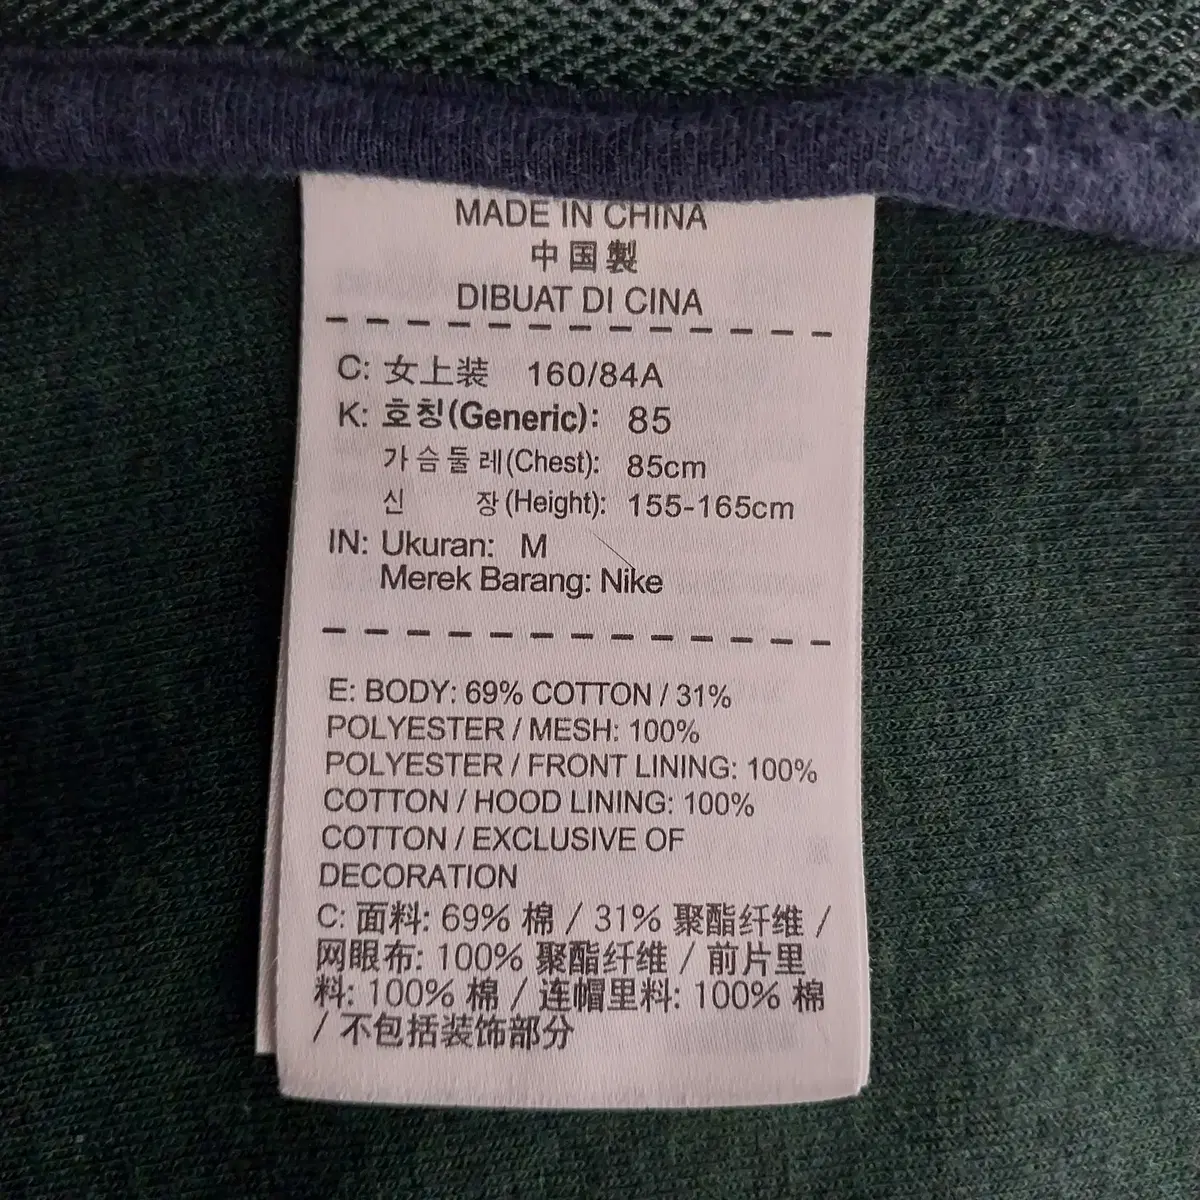 MADE IN CHINA
中国製
DIBUAT DI CINA
C: 女上装 160/84A
K: 호칭(Generic): 85
가슴둘레(Chest): 85cm
신 장(Height): 155-165cm
IN: Ukuran: M
Merek Barang: Nike
E: BODY: 69% COTTON / 31%
POLYESTER / MESH: 100%
POLYESTER / FRONT LINING: 100%
COTTON / HOOD LINING: 100%
COTTON / EXCLUSIVE OF
DECORATION
C: 面料: 69% 棉 / 31% 聚酯纤维 /
网眼布: 100% 聚酯纤维 / 前片里
料: 100% 棉 / 连帽里料: 100% 棉
/ 不包括装饰部分